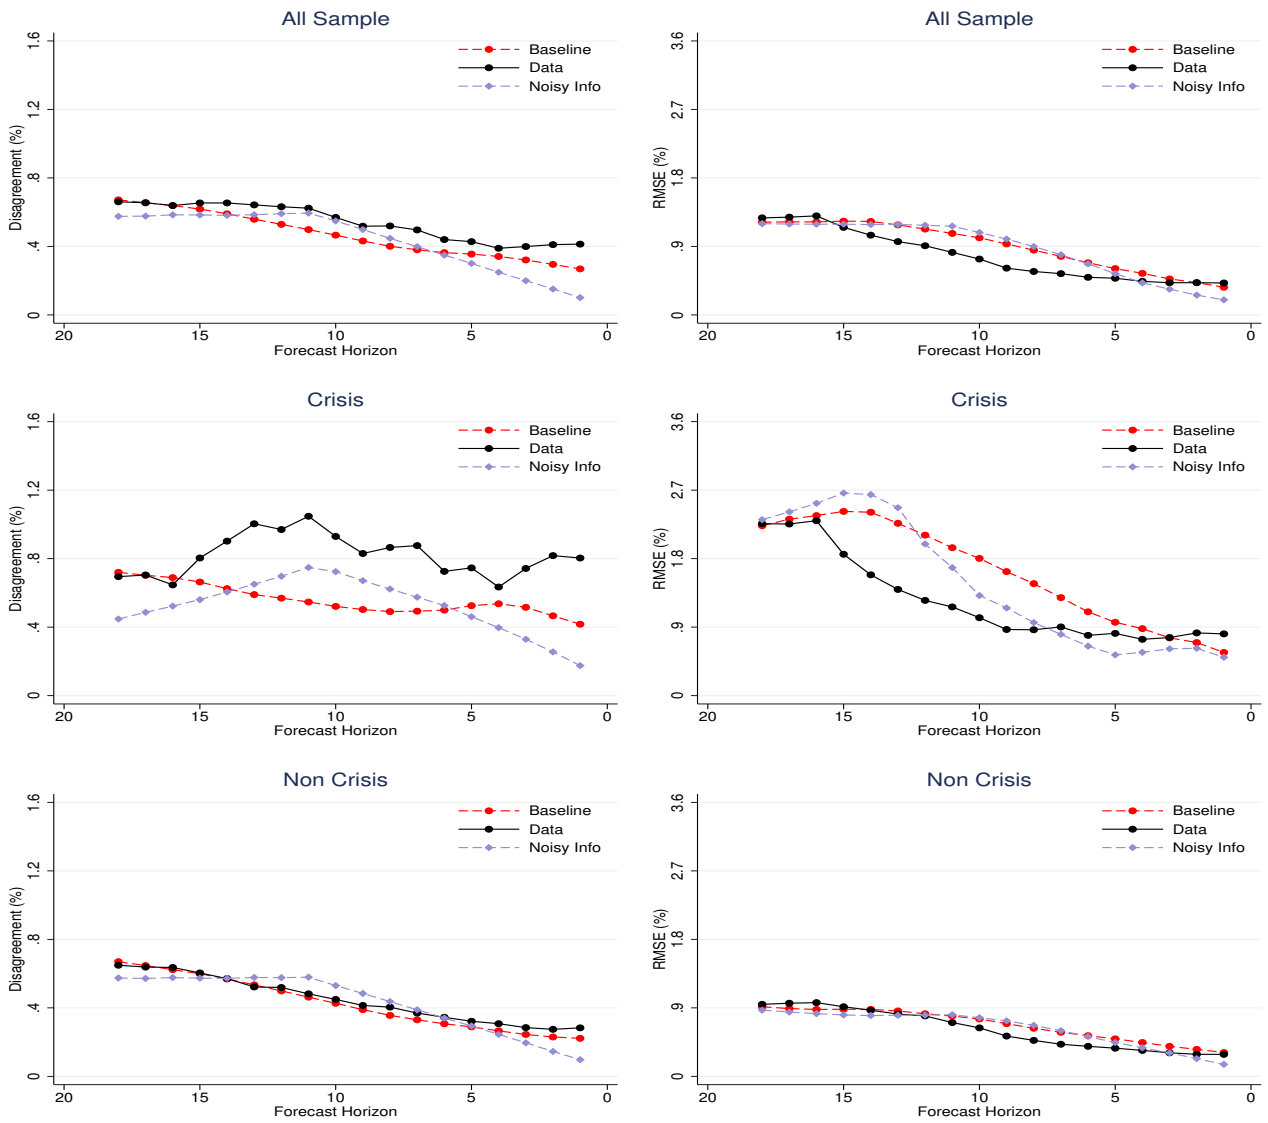 All Sample
Disagreement (%)
1.6
1.2
.8
.4
0
Baseline
Data
Noisy Info
20 15 10 5 0
Forecast Horizon
All Sample
RMSE (%)
3.6
2.7
1.8
.9
0
Baseline
Data
Noisy Info
20 15 10 5 0
Forecast Horizon
Crisis
Disagreement (%)
1.6
1.2
.8
.4
0
Baseline
Data
Noisy Info
20 15 10 5 0
Forecast Horizon
Crisis
RMSE (%)
3.6
2.7
1.8
.9
0
Baseline
Data
Noisy Info
20 15 10 5 0
Forecast Horizon
Non Crisis
Disagreement (%)
1.6
1.2
.8
.4
0
Baseline
Data
Noisy Info
20 15 10 5 0
Forecast Horizon
Non Crisis
RMSE (%)
3.6
2.7
1.8
.9
0
Baseline
Data
Noisy Info
20 15 10 5 0
Forecast Horizon